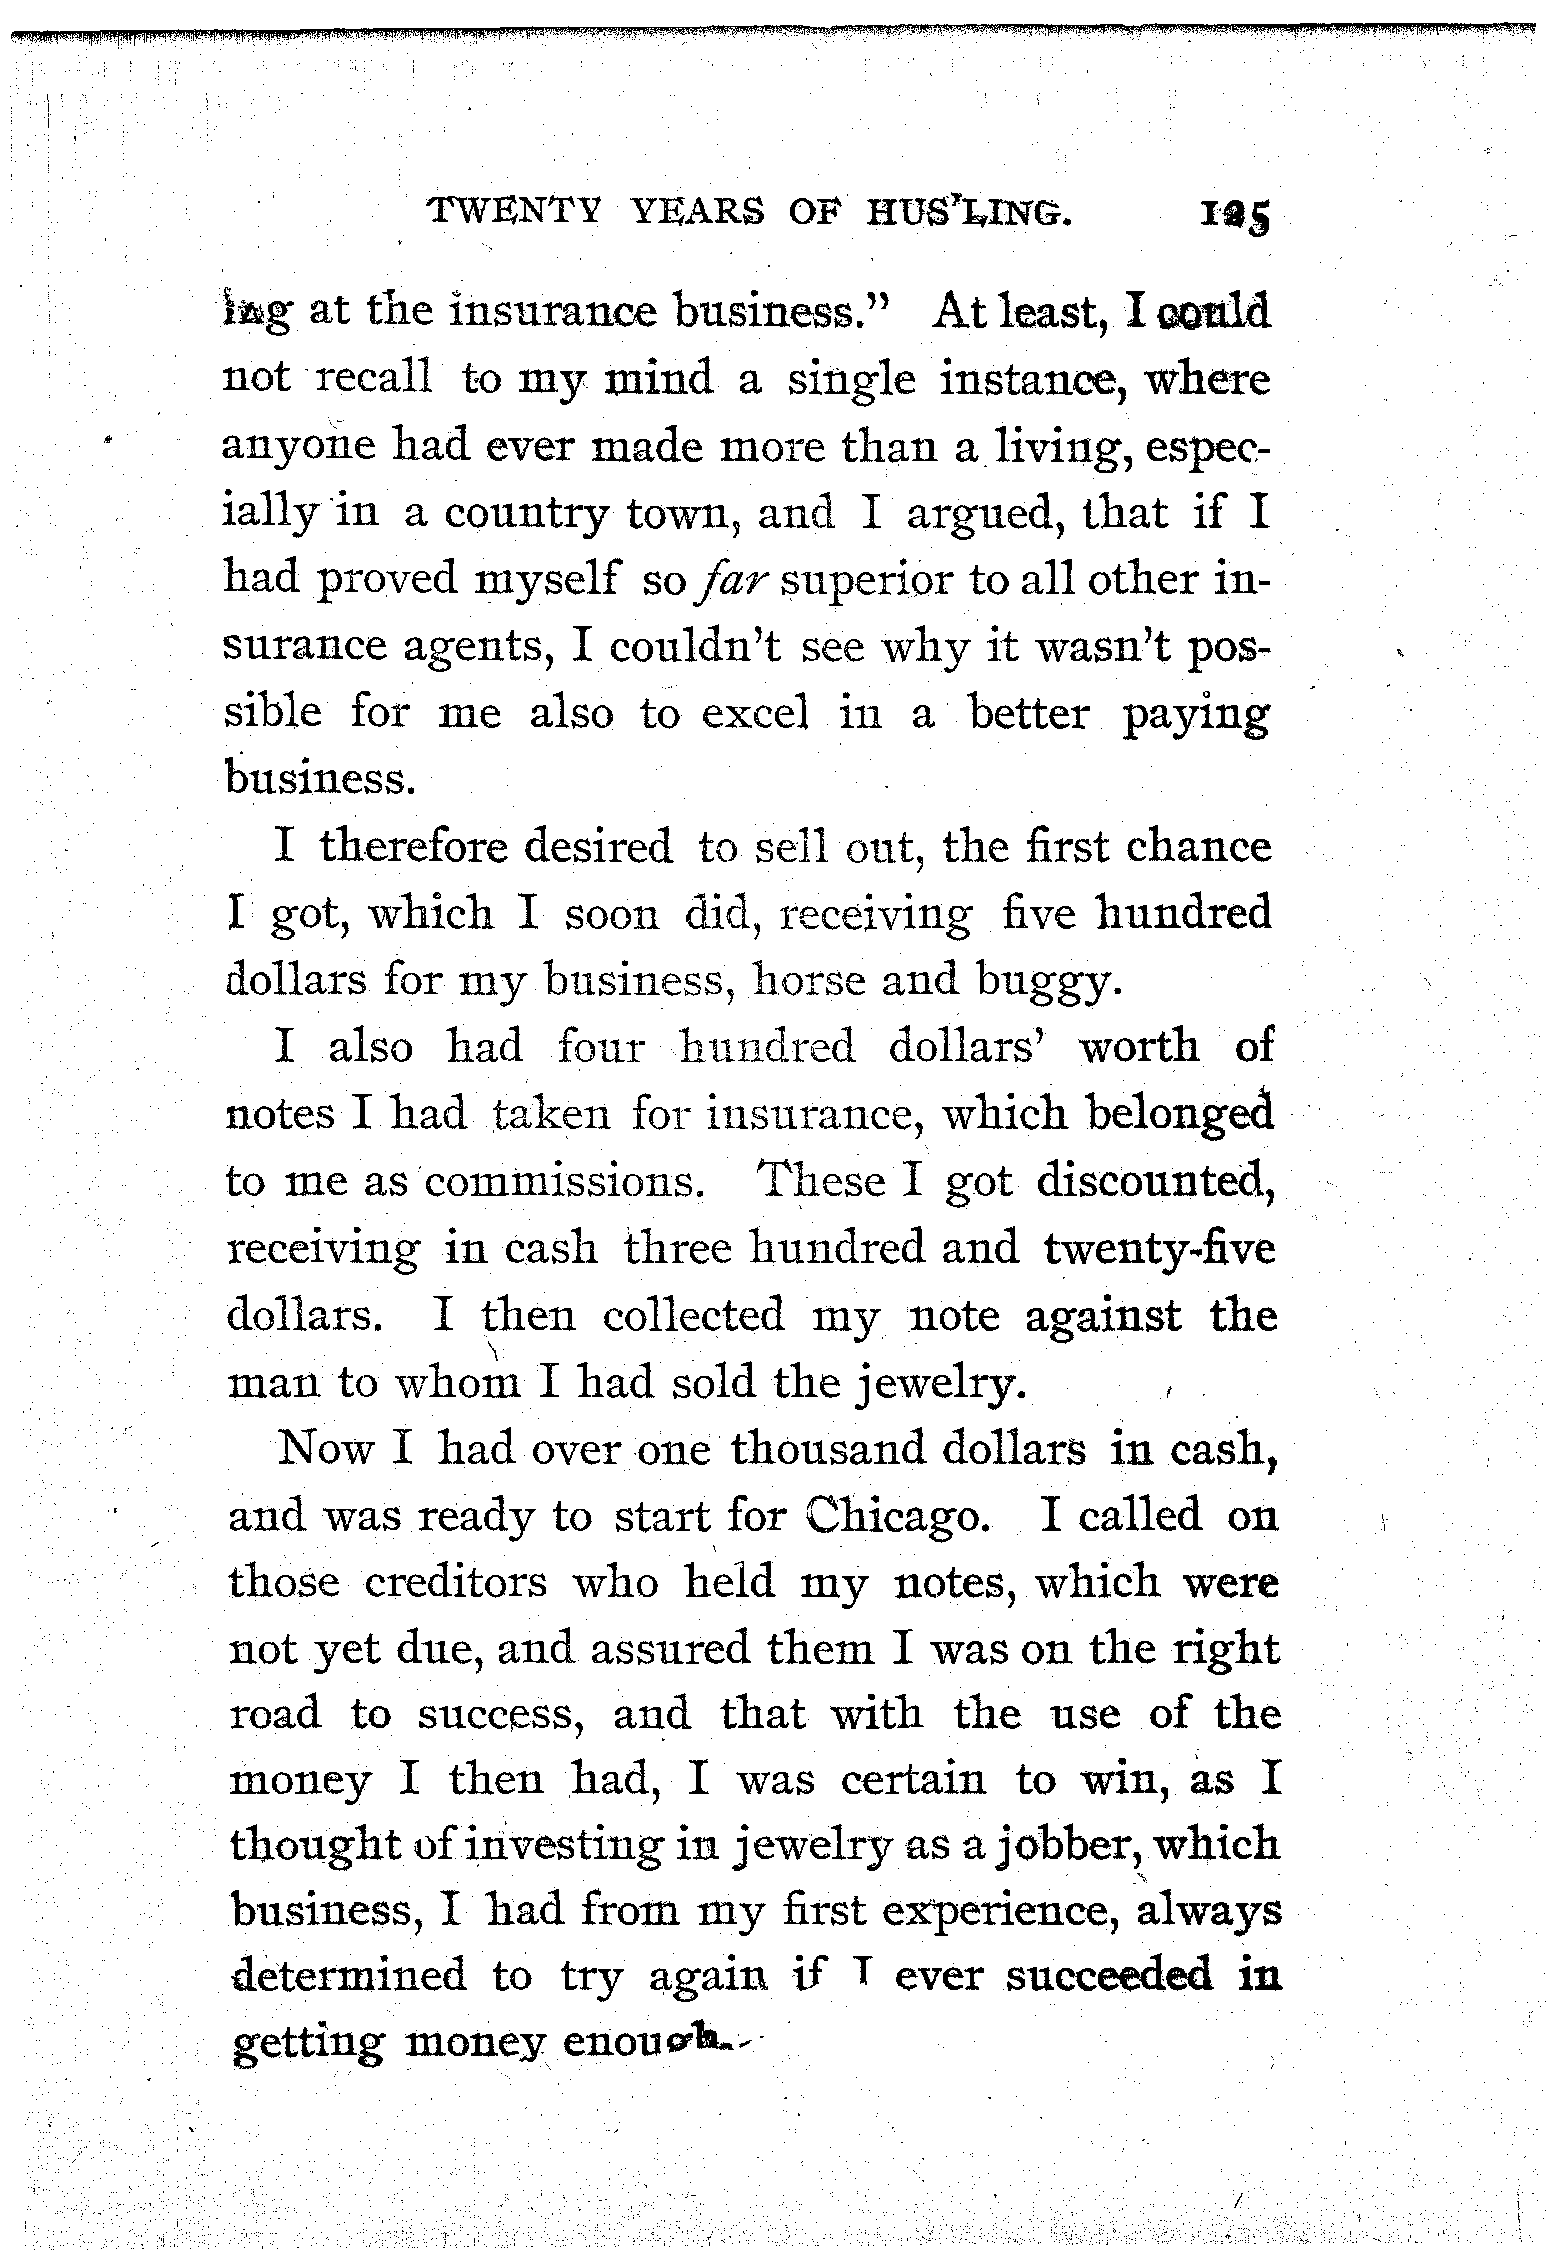 TWENTY YEARS OF HUS'LING. 125
ing at the insurance business." At least, I could
not recall to my mind a single instance, where
anyone had ever made more than a living, espec-
ially in a country town, and I argued, that if I
had proved myself so far superior to all other in-
surance agents, I couldn't see why it wasn't pos-
sible for me also to excel in a better paying
business.
I therefore desired to sell out, the first chance
I got, which I soon did, receiving five hundred
dollars for my business, horse and buggy.
I also had four hundred dollars' worth of
notes I had taken for insurance, which belonged
to me as commissions. These I got discounted,
receiving in cash three hundred and twenty-five
dollars. I then collected my note against the
man to whom I had sold the jewelry.
Now I had over one thousand dollars in cash,
and was ready to start for Chicago. I called on
those creditors who held my notes, which were
not yet due, and assured them I was on the right
road to success, and that with the use of the
money I then had, I was certain to win, as I
thought of investing in jewelry as a jobber, which
business, I had from my first experience, always
determined to try again if I ever succeeded in
getting money enough.